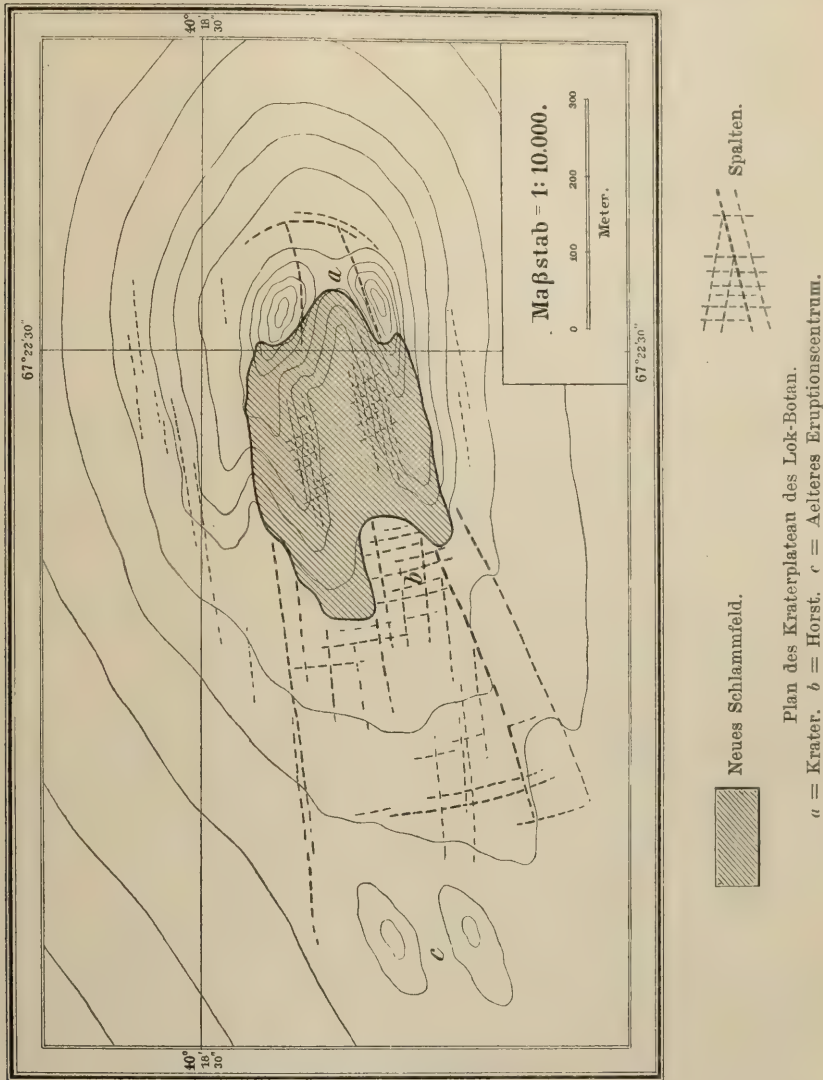 40°
18'
30"
67°22'30"
a
b
c
Maßstab = 1: 10.000.
0 100 200 300
Meter.
67°22'30"
40°
18'
30"
Neues Schlammfeld.
Spalten.
Plan des Kraterplateau des Lok-Botan.
a = Krater. b = Horst. c = Aelteres Eruptionscentrum.